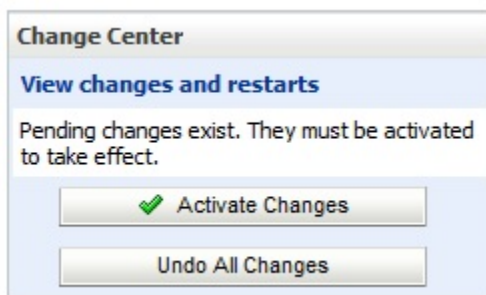 Change Center
View changes and restarts
Pending changes exist. They must be activated
to take effect.
Activate Changes
Undo All Changes